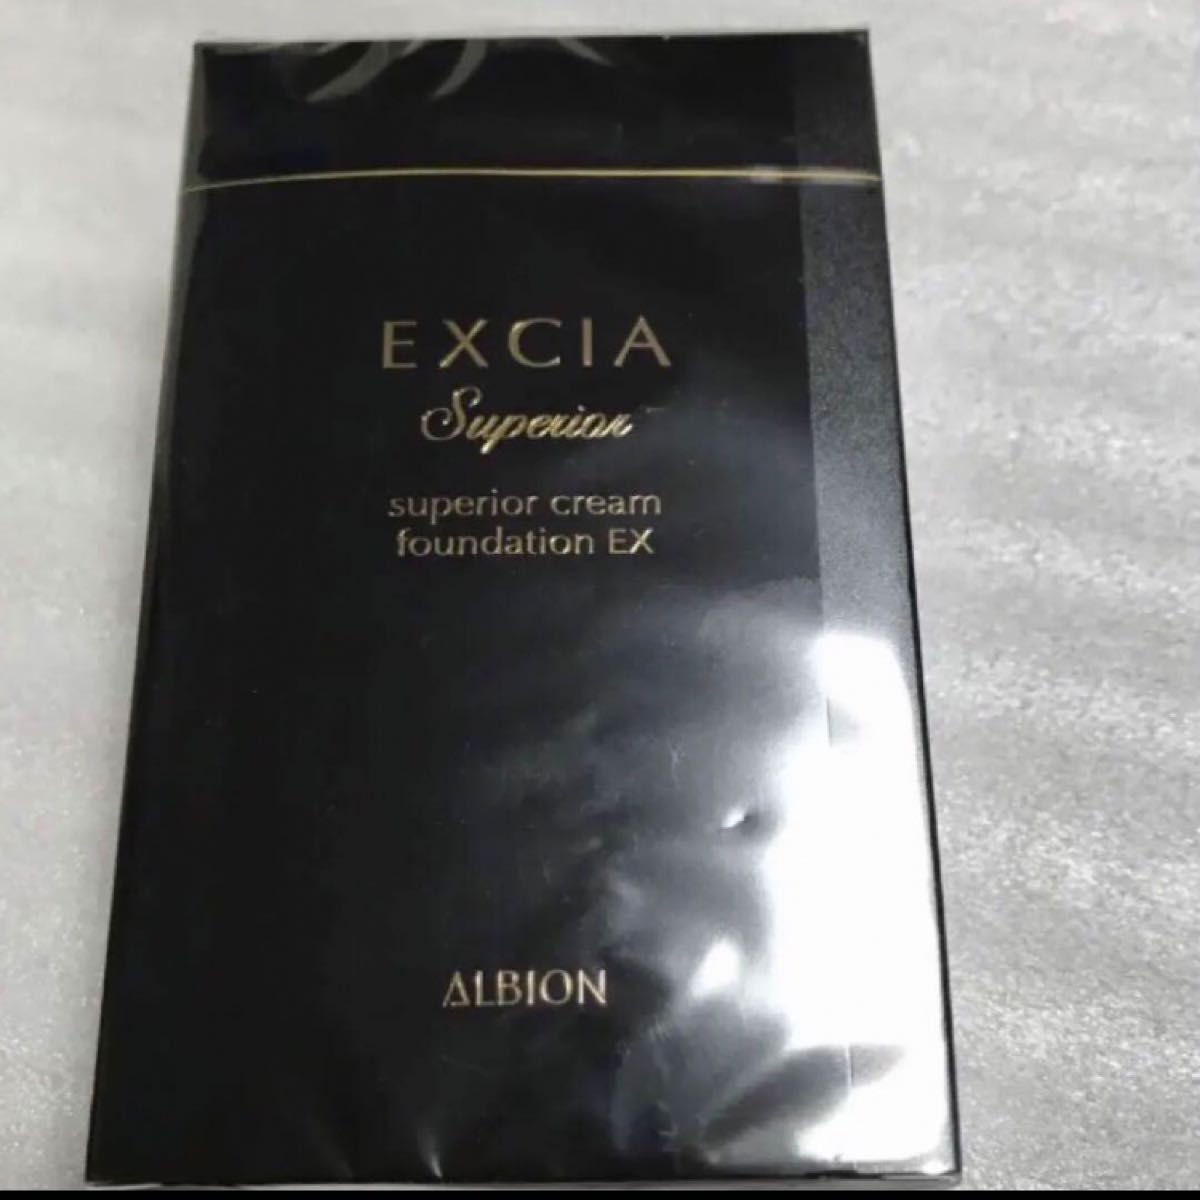 EXCIA
Superior
superior cream
foundation EX
ALBION